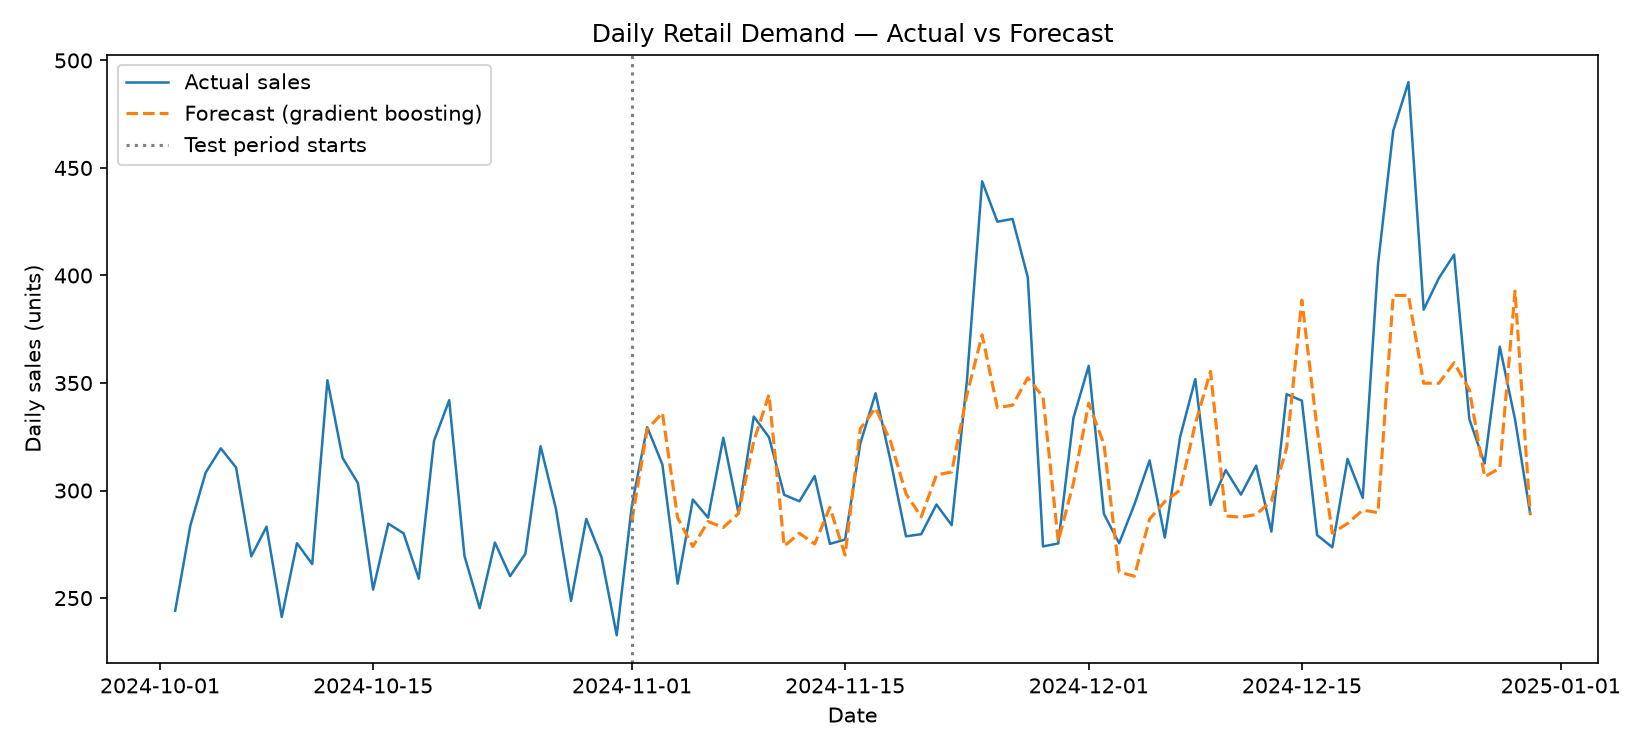 Daily Retail Demand — Actual vs Forecast
Actual sales
Forecast (gradient boosting)
Test period starts
Daily sales (units)
500
450
400
350
300
250
2024-10-01
2024-10-15
2024-11-01
2024-11-15
2024-12-01
2024-12-15
2025-01-01
Date